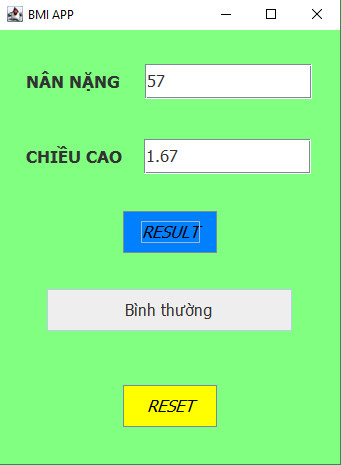 BMI APP
NÂN NẶNG 57
CHIỀU CAO 1.67
RESULT
Bình thường
RESET